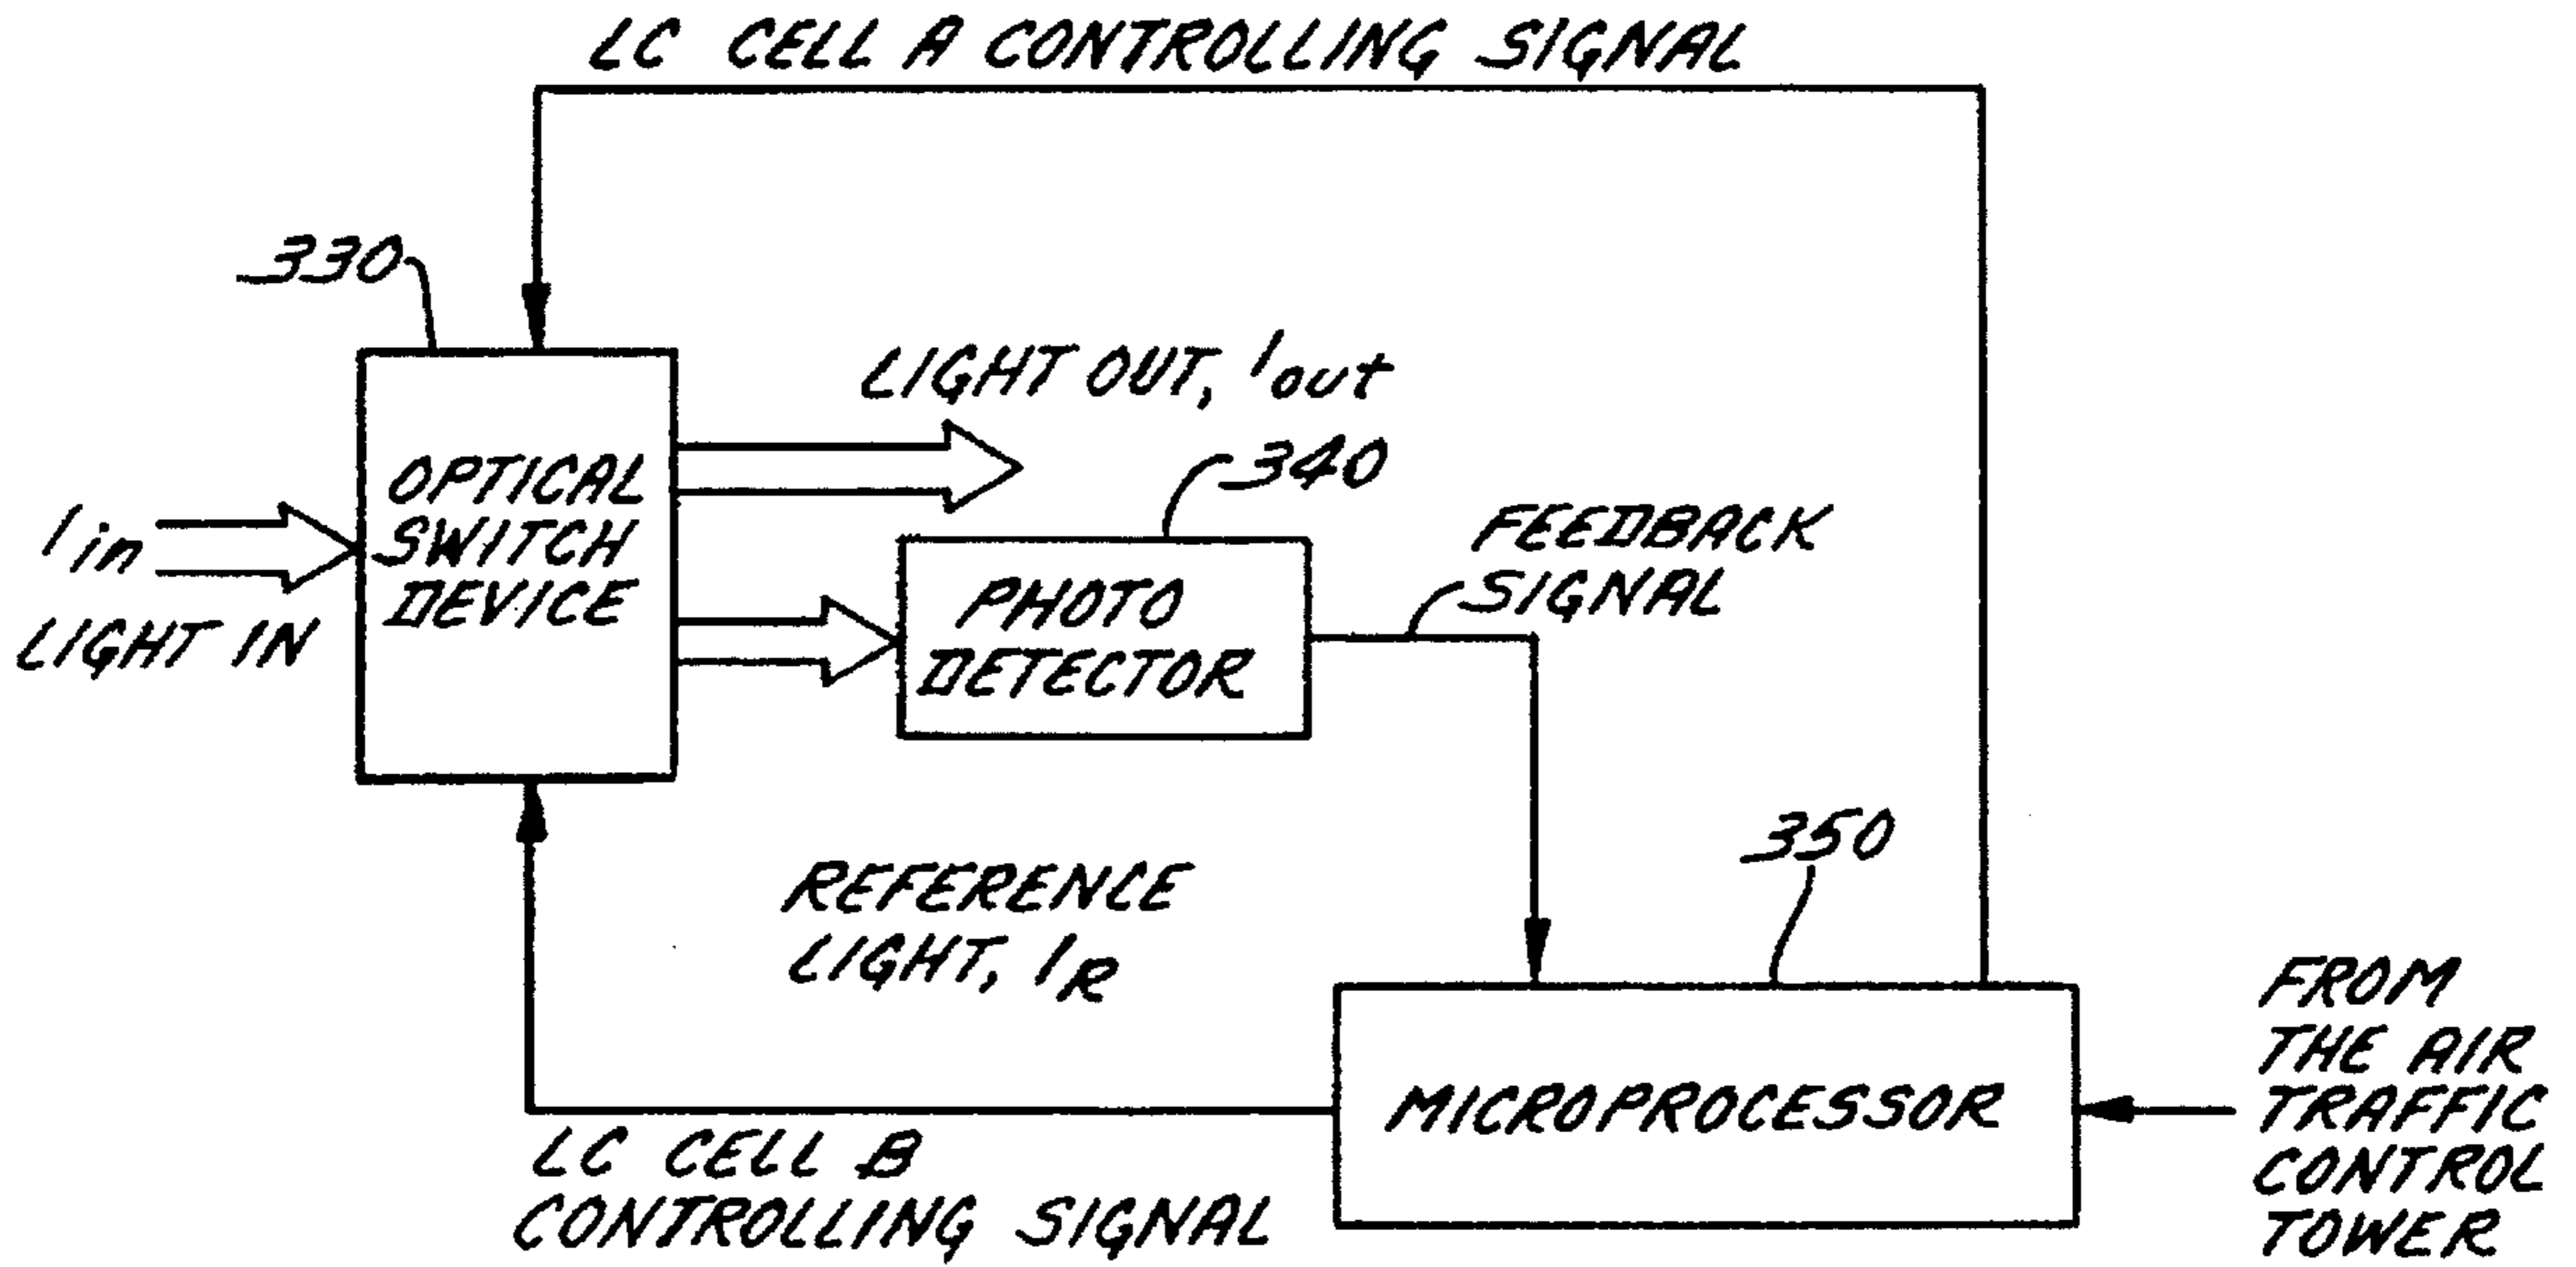 LC CELL A CONTROLLING SIGNAL
330
LIGHT OUT, Iout
340
OPTICAL
SWITCH
DEVICE
Iin
LIGHT IN
PHOTO
DETECTOR
FEEDBACK
SIGNAL
350
REFERENCE
LIGHT, IR
MICROPROCESSOR
FROM
THE AIR
TRAFFIC
CONTROL
TOWER
LC CELL B
CONTROLLING SIGNAL